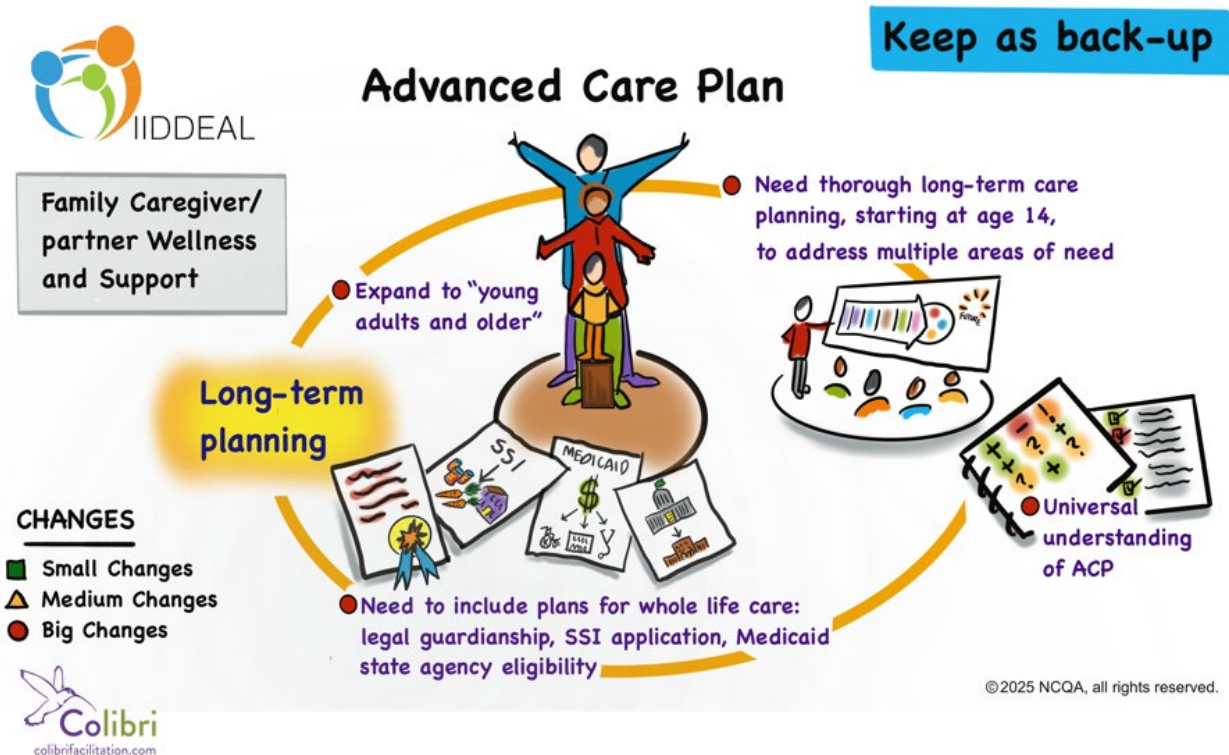 Keep as back-up
IIDDEAL
Advanced Care Plan
Family Caregiver/
partner Wellness
and Support
Need thorough long-term care
planning, starting at age 14,
to address multiple areas of need
Expand to “young
adults and older”
FUTURE
Long-term
planning
SSI
MEDICAID
$
Universal
understanding
of ACP
CHANGES
Small Changes
Medium Changes
Big Changes
Need to include plans for whole life care:
legal guardianship, SSI application, Medicaid
state agency eligibility
©2025 NCQA, all rights reserved.
Colibri
colibrifacilitation.com